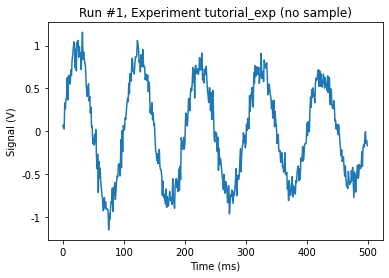 Run #1, Experiment tutorial_exp (no sample)
Signal (V)
1
0.5
0
-0.5
-1
0 100 200 300 400 500
Time (ms)